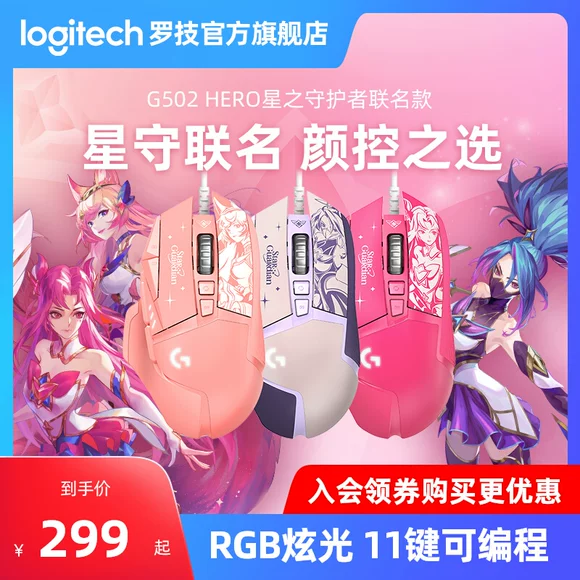 logitech 罗技官方旗舰店
G502 HERO星之守护者联名款
星守联名 颜控之选
Star Guardian
Star Guardian
Star Guardian
到手价
¥ 299 起
入会领券购买更优惠
RGB炫光 11键可编程